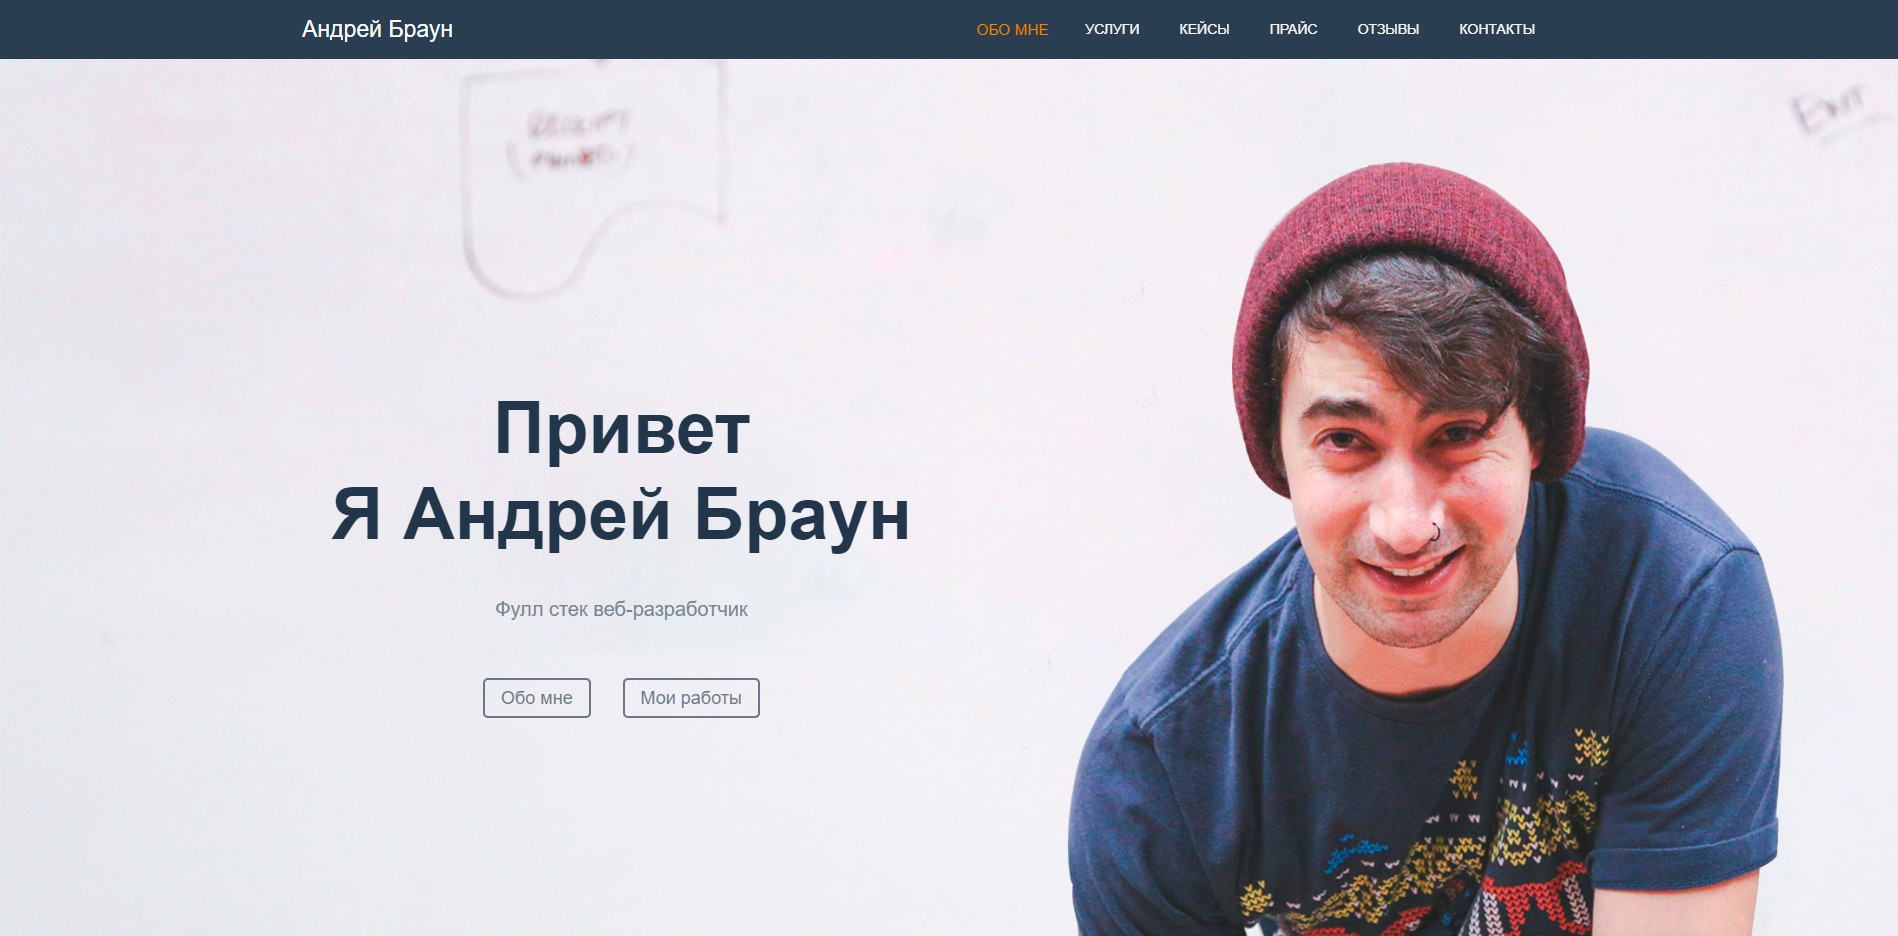 Андрей Браун
ОБО МНЕ УСЛУГИ КЕЙСЫ ПРАЙС ОТЗЫВЫ КОНТАКТЫ
Привет
Я Андрей Браун
Фулл стек веб-разработчик
Обо мне Мои работы